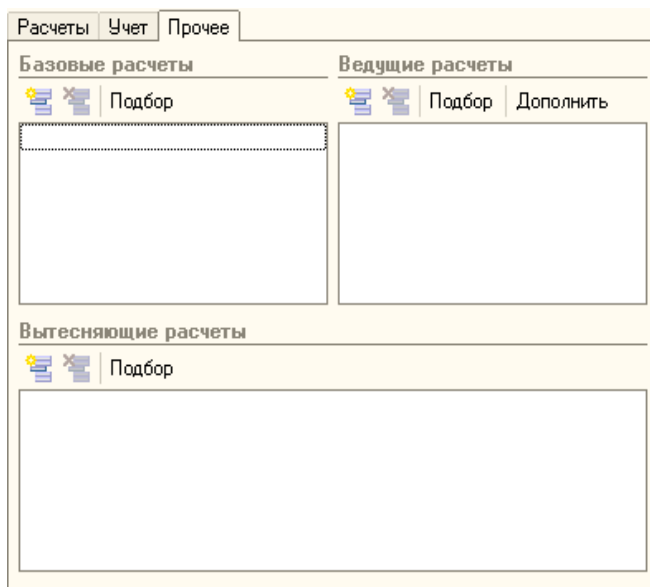 Расчеты Учет Прочее
Базовые расчеты
Подбор
Ведущие расчеты
Подбор Дополнить
Вытесняющие расчеты
Подбор